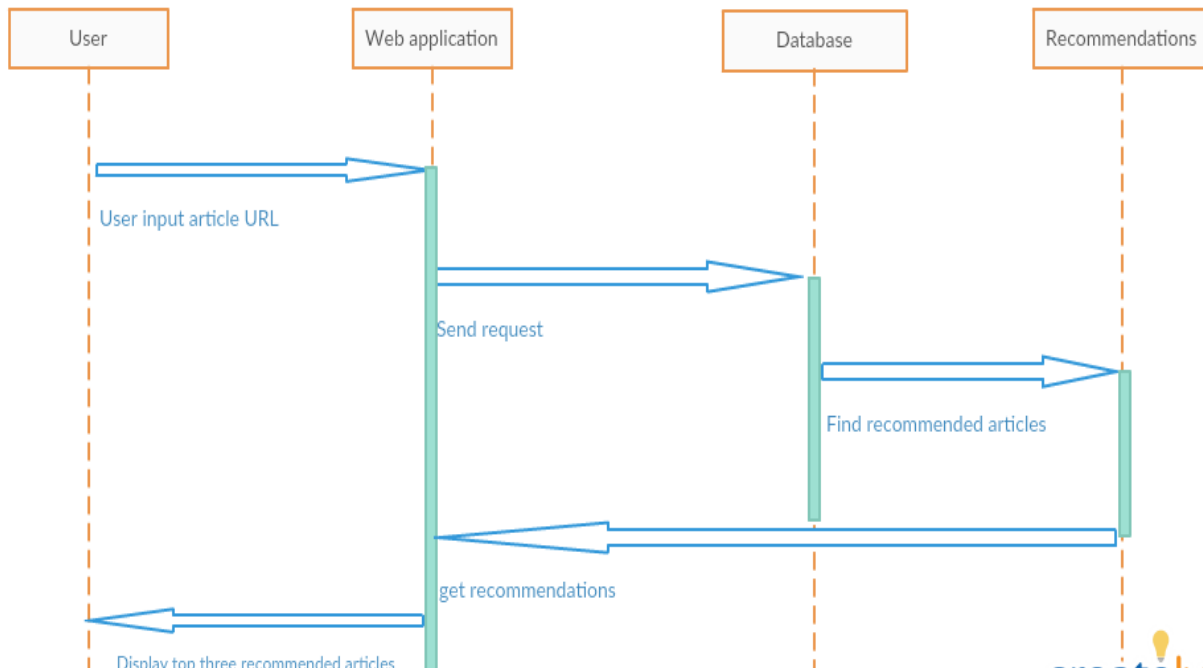 User
Web application
Database
Recommendations
User input article URL
Send request
Find recommended articles
get recommendations
Display top three recommended articles